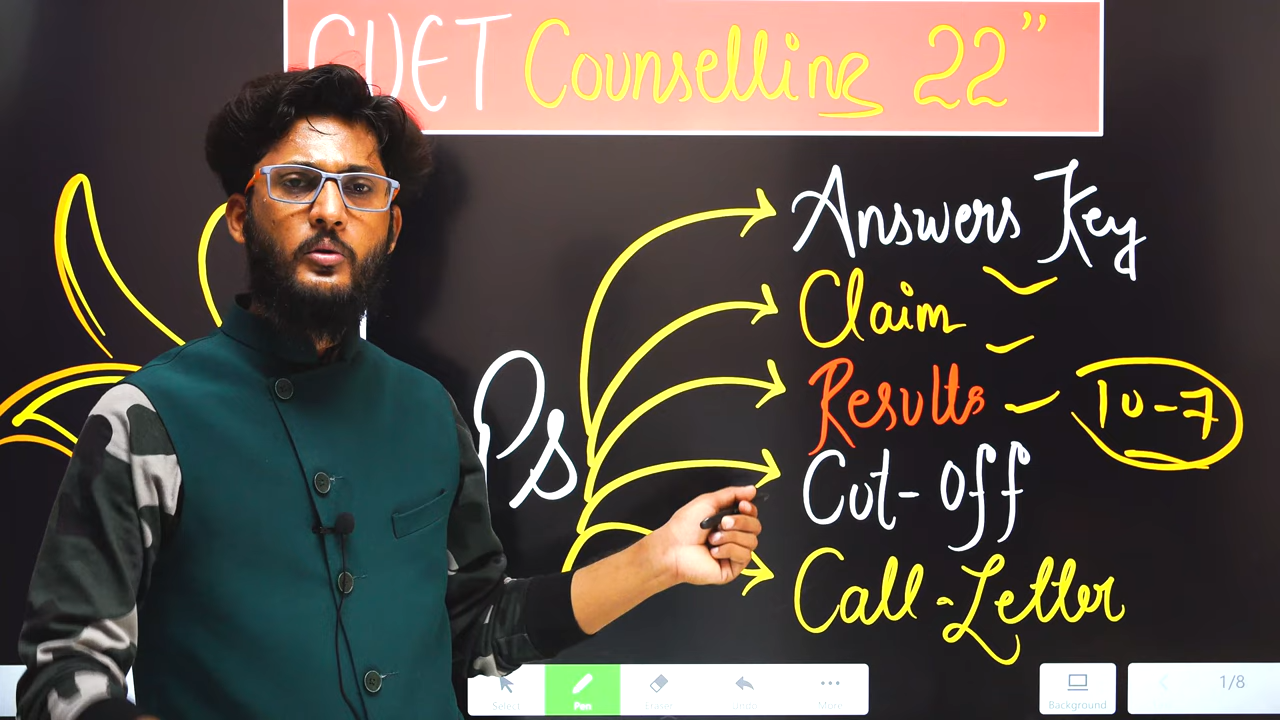 CUET Counselling 22”
Answers Key
Claim
Results - 10-7
Ps
Cut-Off
Call-Letter
Select
Pen
Eraser
Undo
More
Background
1/8